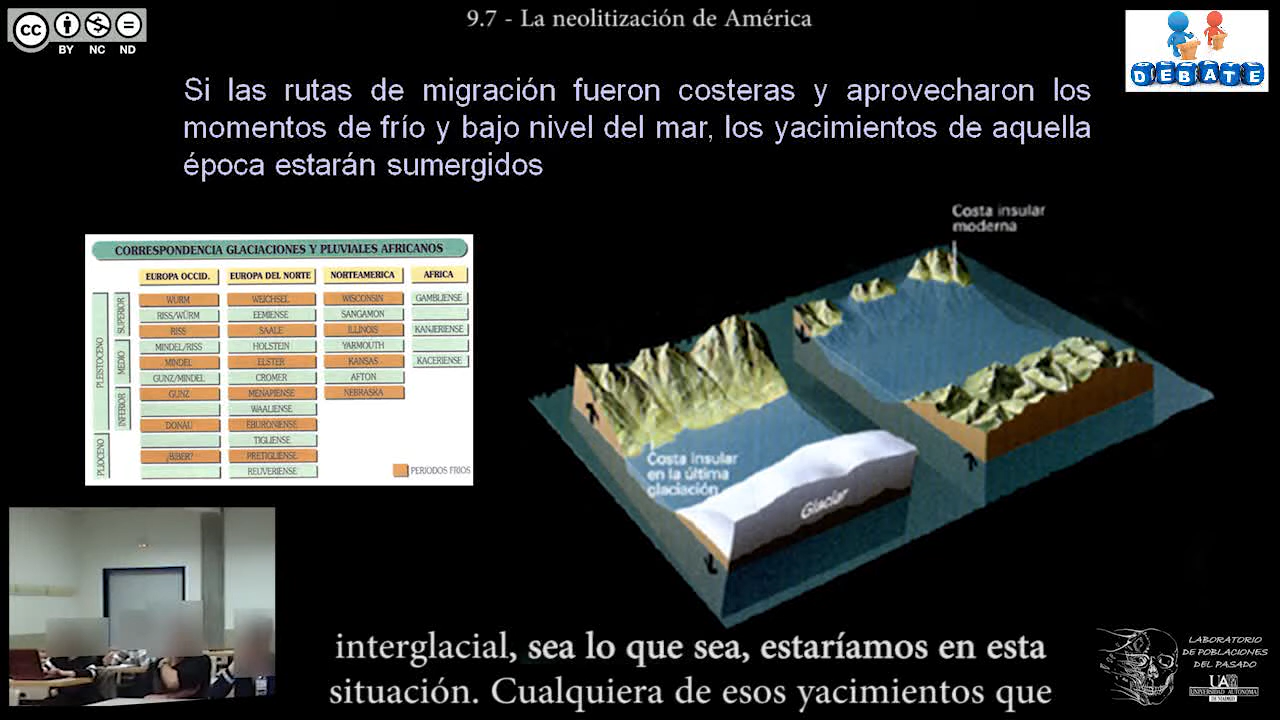 9.7 - La neolitización de América
cc
BY NC ND
DEBATE
Si las rutas de migración fueron costeras y aprovecharon los
momentos de frío y bajo nivel del mar, los yacimientos de aquella
época estarán sumergidos
Costa insular
moderna
CORRESPONDENCIA GLACIACIONES Y PLUVIALES AFRICANOS
EUROPA OCCID. EUROPA DEL NORTE NORTEAMERICA AFRICA
PLEISTOCENO SUPERIOR WURM WEICHSEL WISCONSIN GAMBLIENSE
RISS/WÜRM EEMIENSE SANGAMON
RISS SAALE ILLINOIS KANJERIENSE
MEDIO MINDEL/RISS HOLSTEIN YARMOUTH
MINDEL ELSTER KANSAS KACERIENSE
GUNZ/MINDEL CROMER AFTON
INFERIOR GUNZ MENAPIENSE NEBRASKA
WAALIENSE
DONAU EBURONIENSE
PLIOCENO TIGLIENSE
¿BIBER? PRETIGLIENSE
REUVERIENSE
PERIODOS FRIOS
Costa insular
en la última
glaciación
Glaciar
interglacial, sea lo que sea, estaríamos en esta
situación. Cualquiera de esos yacimientos que
LABORATORIO
DE POBLACIONES
DEL PASADO
UA
UNIVERSIDAD AUTONOMA